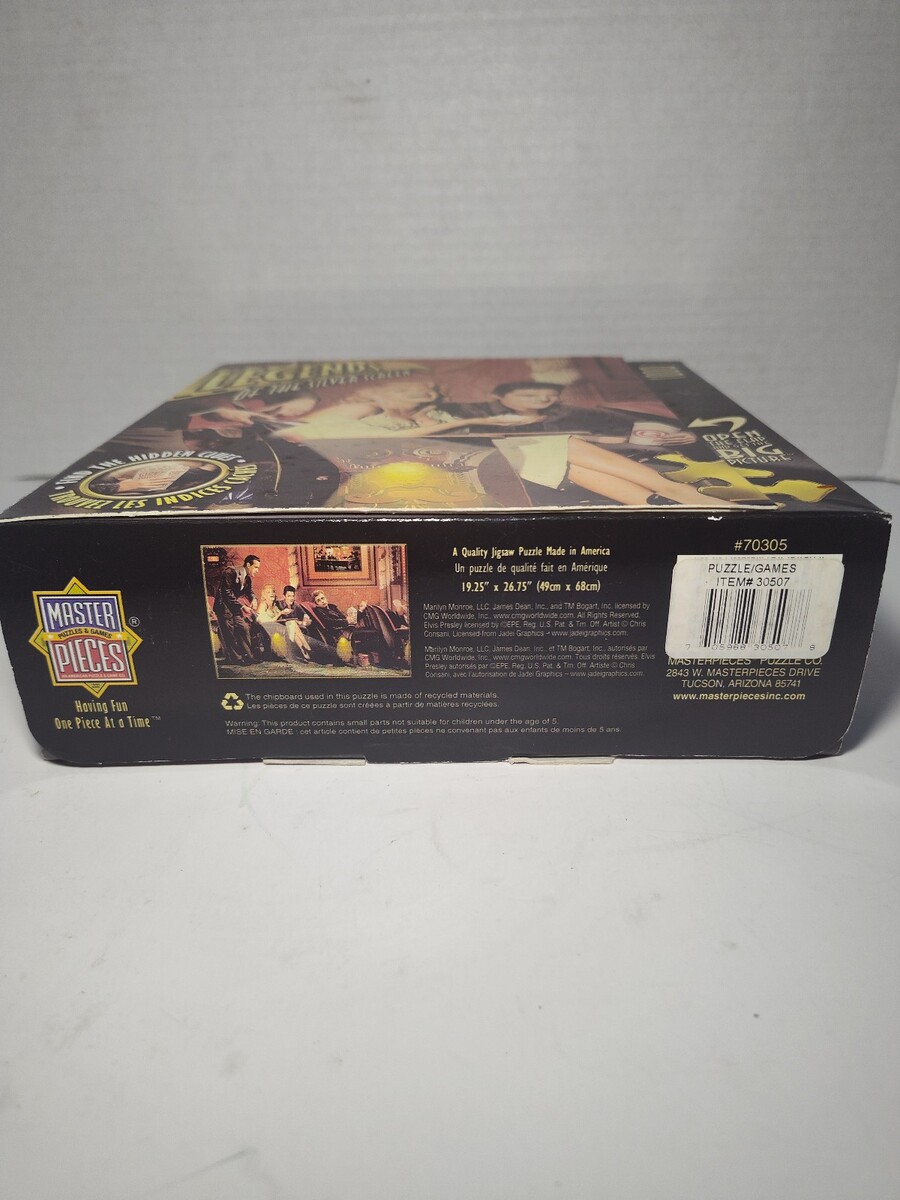 LEGENDS
OF THE SILVER SCREEN
FIND THE HIDDEN CLUES
TROUVEZ LES INDICES CACHÉS
OPEN
THE FLAP
BIG
PICTURE
MASTER
PUZZLES & GAMES
PIECES
®
Having Fun
One Piece At a Time™
A Quality Jigsaw Puzzle Made in America
Un puzzle de qualité fait en Amérique
19.25" x 26.75" (49cm x 68cm)
Marilyn Monroe, LLC. James Dean, Inc., and TM Bogart, Inc. licensed by
CMG Worldwide, Inc., www.cmgworldwide.com. All Rights Reserved.
Elvis Presley licensed by ©EPE, Reg. U.S. Pat. & Tm. Off. Artist © Chris
Consani. Licensed from Jadei Graphics – www.jadeigraphics.com.
Marilyn Monroe, LLC. James Dean, Inc. et TM Bogart, Inc., autorisés par
CMG Worldwide, Inc., www.cmgworldwide.com. Tous droits réservés. Elvis
Presley autorisés par ©EPE, Reg. U.S. Pat. & Tm. Off. Artiste © Chris
Consani, avec l'autorisation de Jadei Graphics – www.jadeigraphics.com.
The chipboard used in this puzzle is made of recycled materials.
Les pièces de ce puzzle sont créées à partir de matières recyclées.
Warning: This product contains small parts not suitable for children under the age of 5.
MISE EN GARDE : cet article contient de petites pièces ne convenant pas aux enfants de moins de 5 ans.
#70305
PUZZLE/GAMES
ITEM# 30507
7 05988 30507 8
MASTERPIECES® PUZZLE CO.
2843 W. MASTERPIECES DRIVE
TUCSON, ARIZONA 85741
www.masterpiecesinc.com